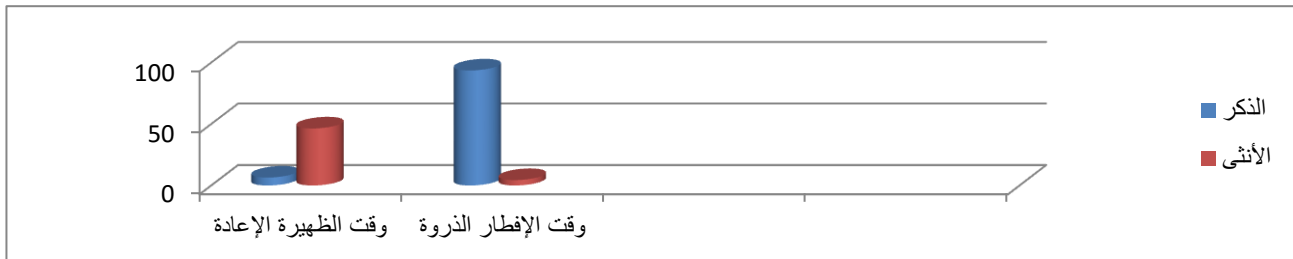 100
50
0
وقت الظهيرة الإعادة
وقت الإفطار الذروة
الذكر
الأنثى